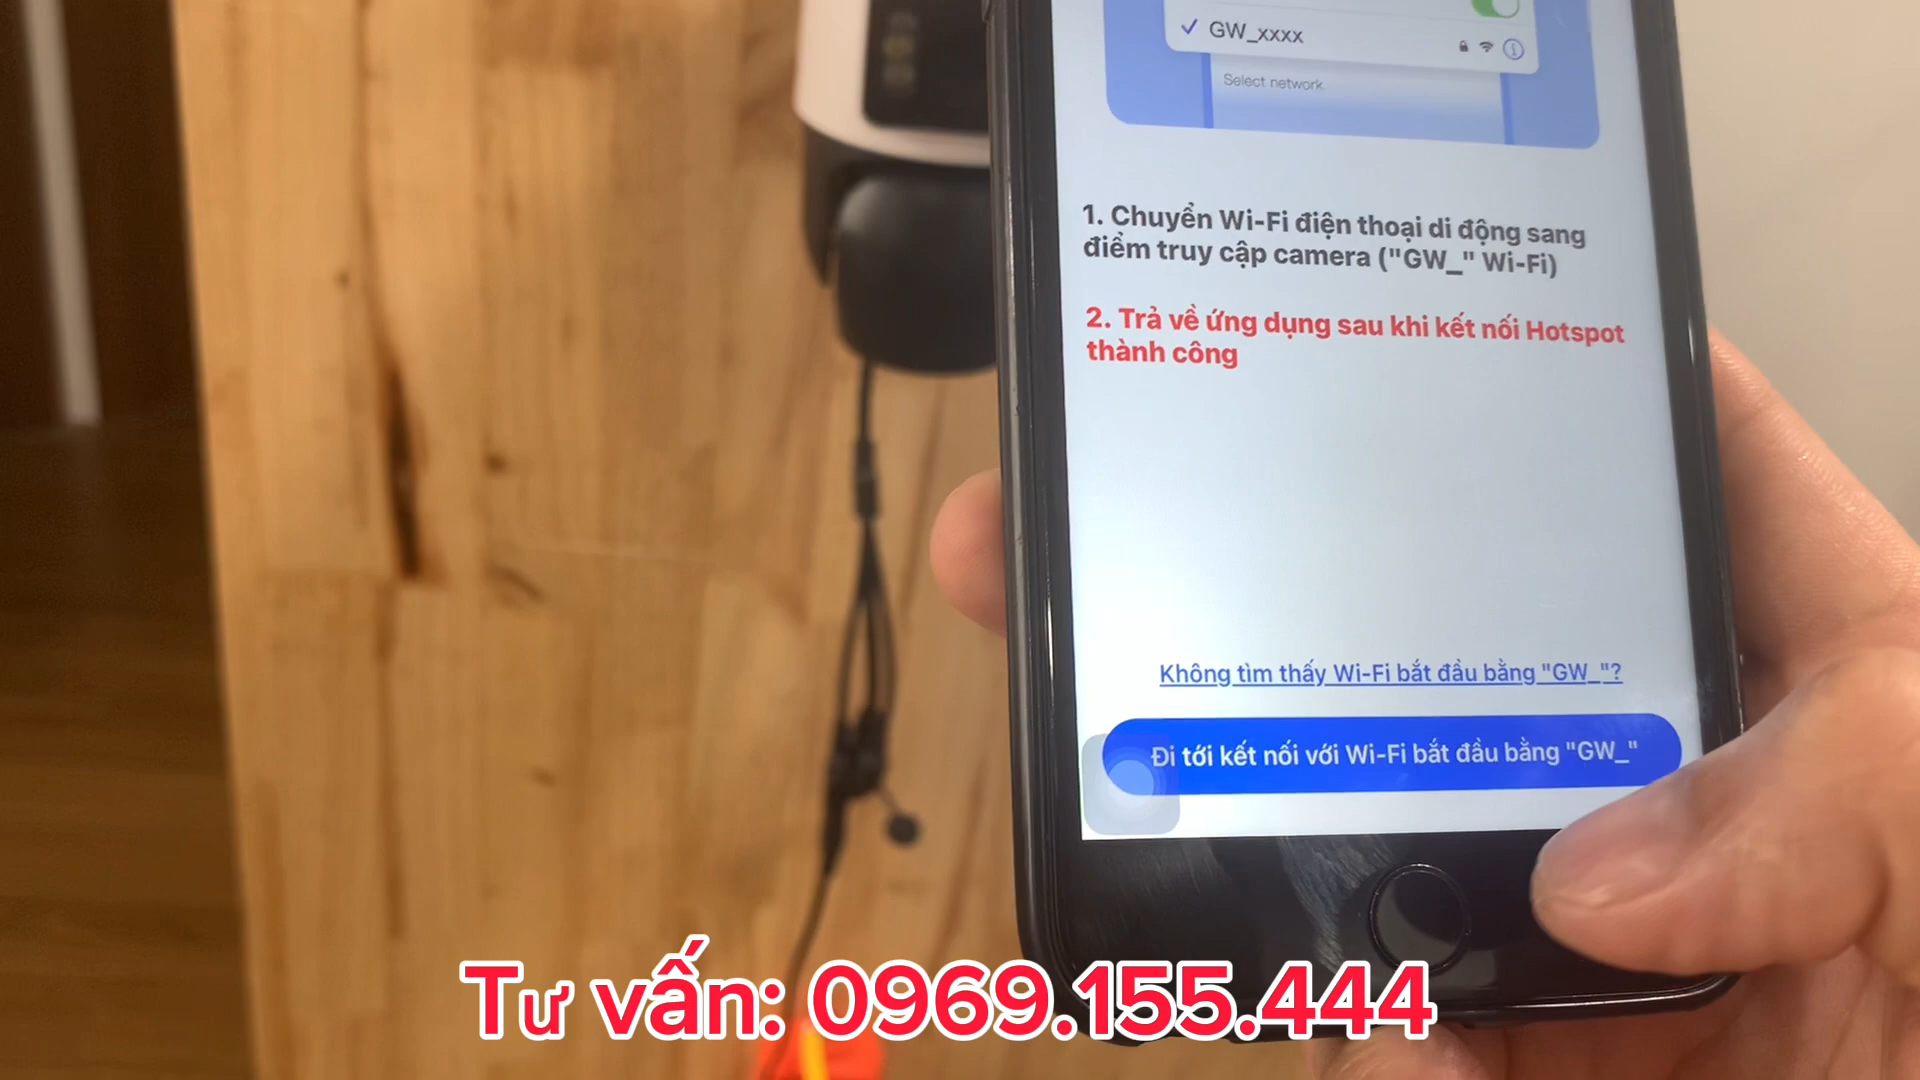 GW_xxxx
Select network
1. Chuyển Wi-Fi điện thoại di động sang
điểm truy cập camera ("GW_" Wi-Fi)
2. Trả về ứng dụng sau khi kết nối Hotspot
thành công
Không tìm thấy Wi-Fi bắt đầu bằng "GW_"?
Đi tới kết nối với Wi-Fi bắt đầu bằng "GW_"
Tư vấn: 0969.155.444